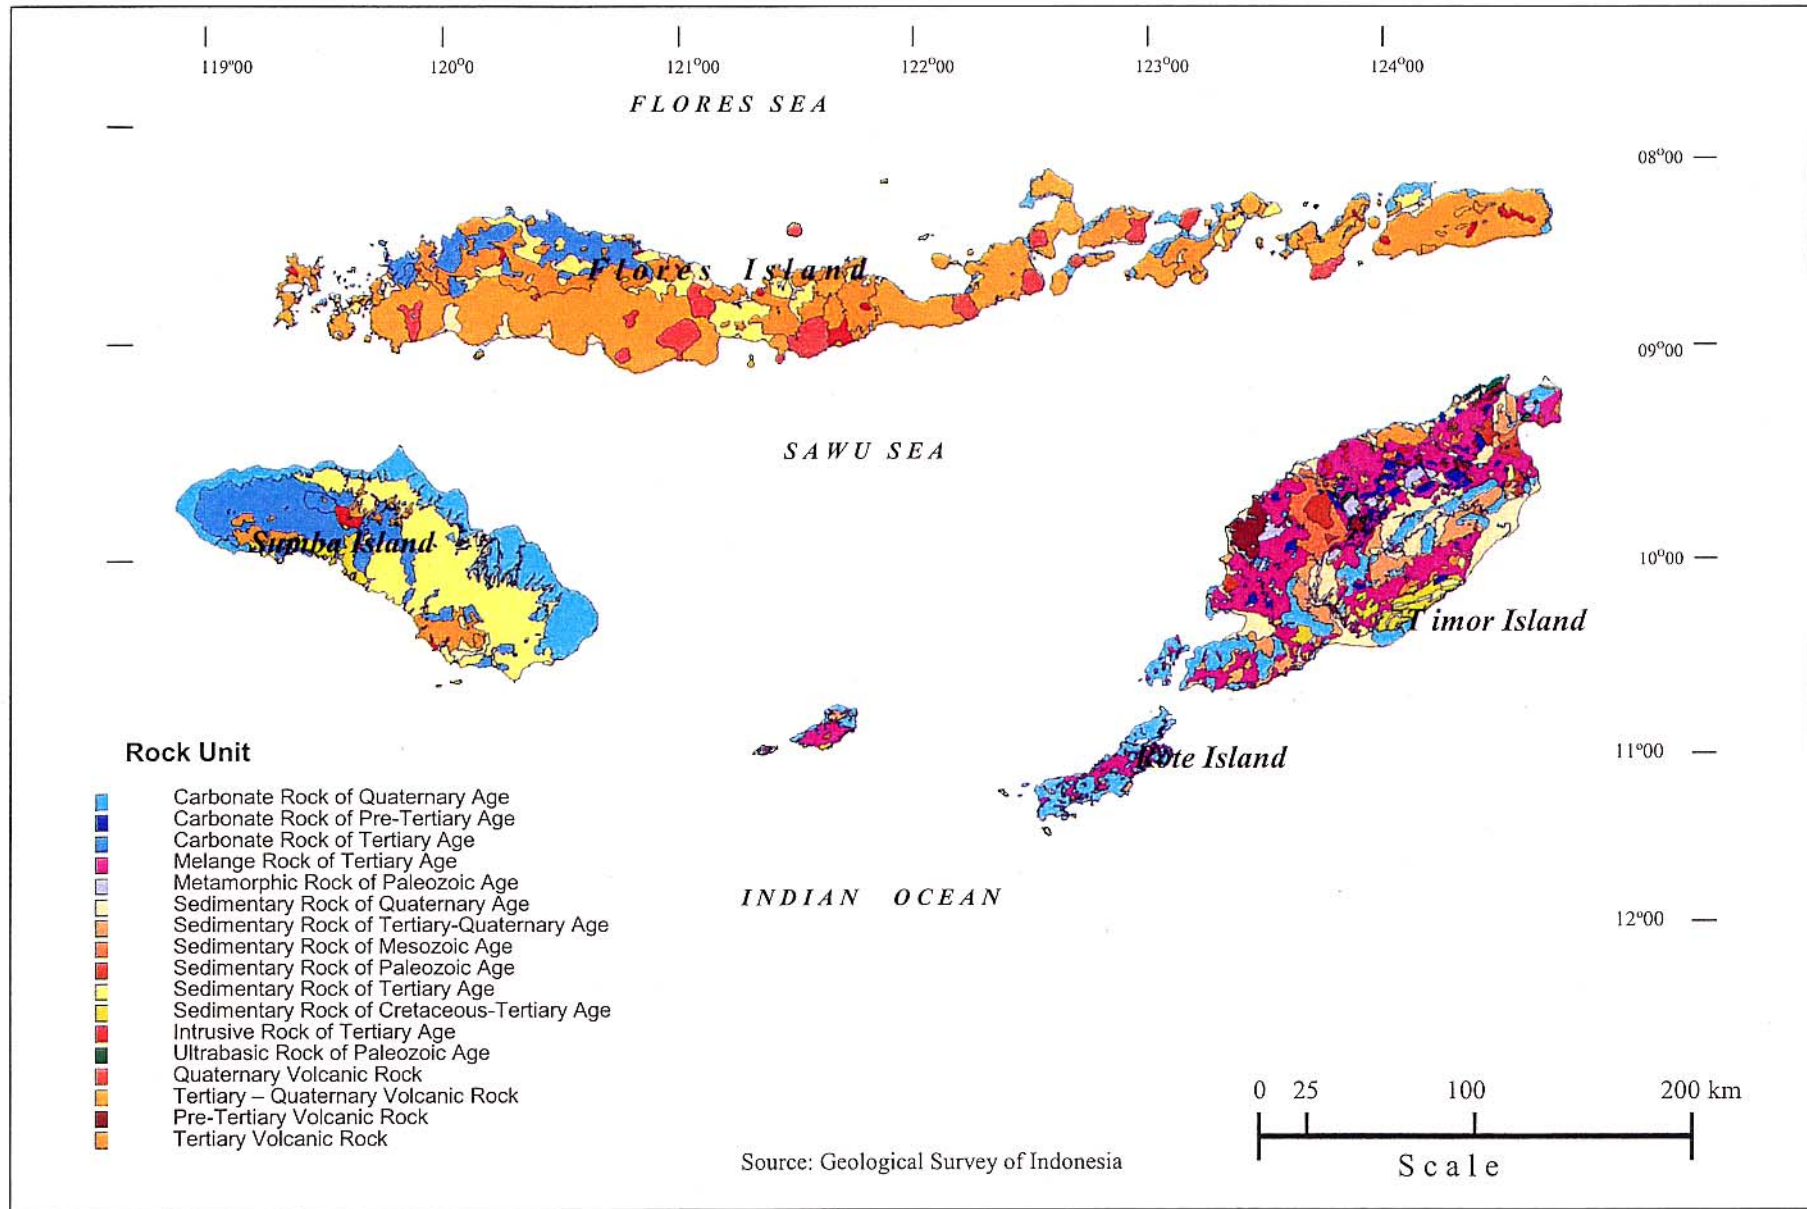 119°00 120°00 121°00 122°00 123°00 124°00
FLORES SEA
08°00
Flores Island
09°00
SAWU SEA
Sumba Island
10°00
Timor Island
11°00
Rote Island
Rock Unit
Carbonate Rock of Quaternary Age
Carbonate Rock of Pre-Tertiary Age
Carbonate Rock of Tertiary Age
Melange Rock of Tertiary Age
Metamorphic Rock of Paleozoic Age
INDIAN OCEAN
Sedimentary Rock of Quaternary Age
Sedimentary Rock of Tertiary-Quaternary Age
12°00
Sedimentary Rock of Mesozoic Age
Sedimentary Rock of Paleozoic Age
Sedimentary Rock of Tertiary Age
Sedimentary Rock of Cretaceous-Tertiary Age
Intrusive Rock of Tertiary Age
Ultrabasic Rock of Paleozoic Age
Quaternary Volcanic Rock
Tertiary – Quaternary Volcanic Rock
Pre-Tertiary Volcanic Rock
Tertiary Volcanic Rock
0 25 100 200 km
Scale
Source: Geological Survey of Indonesia